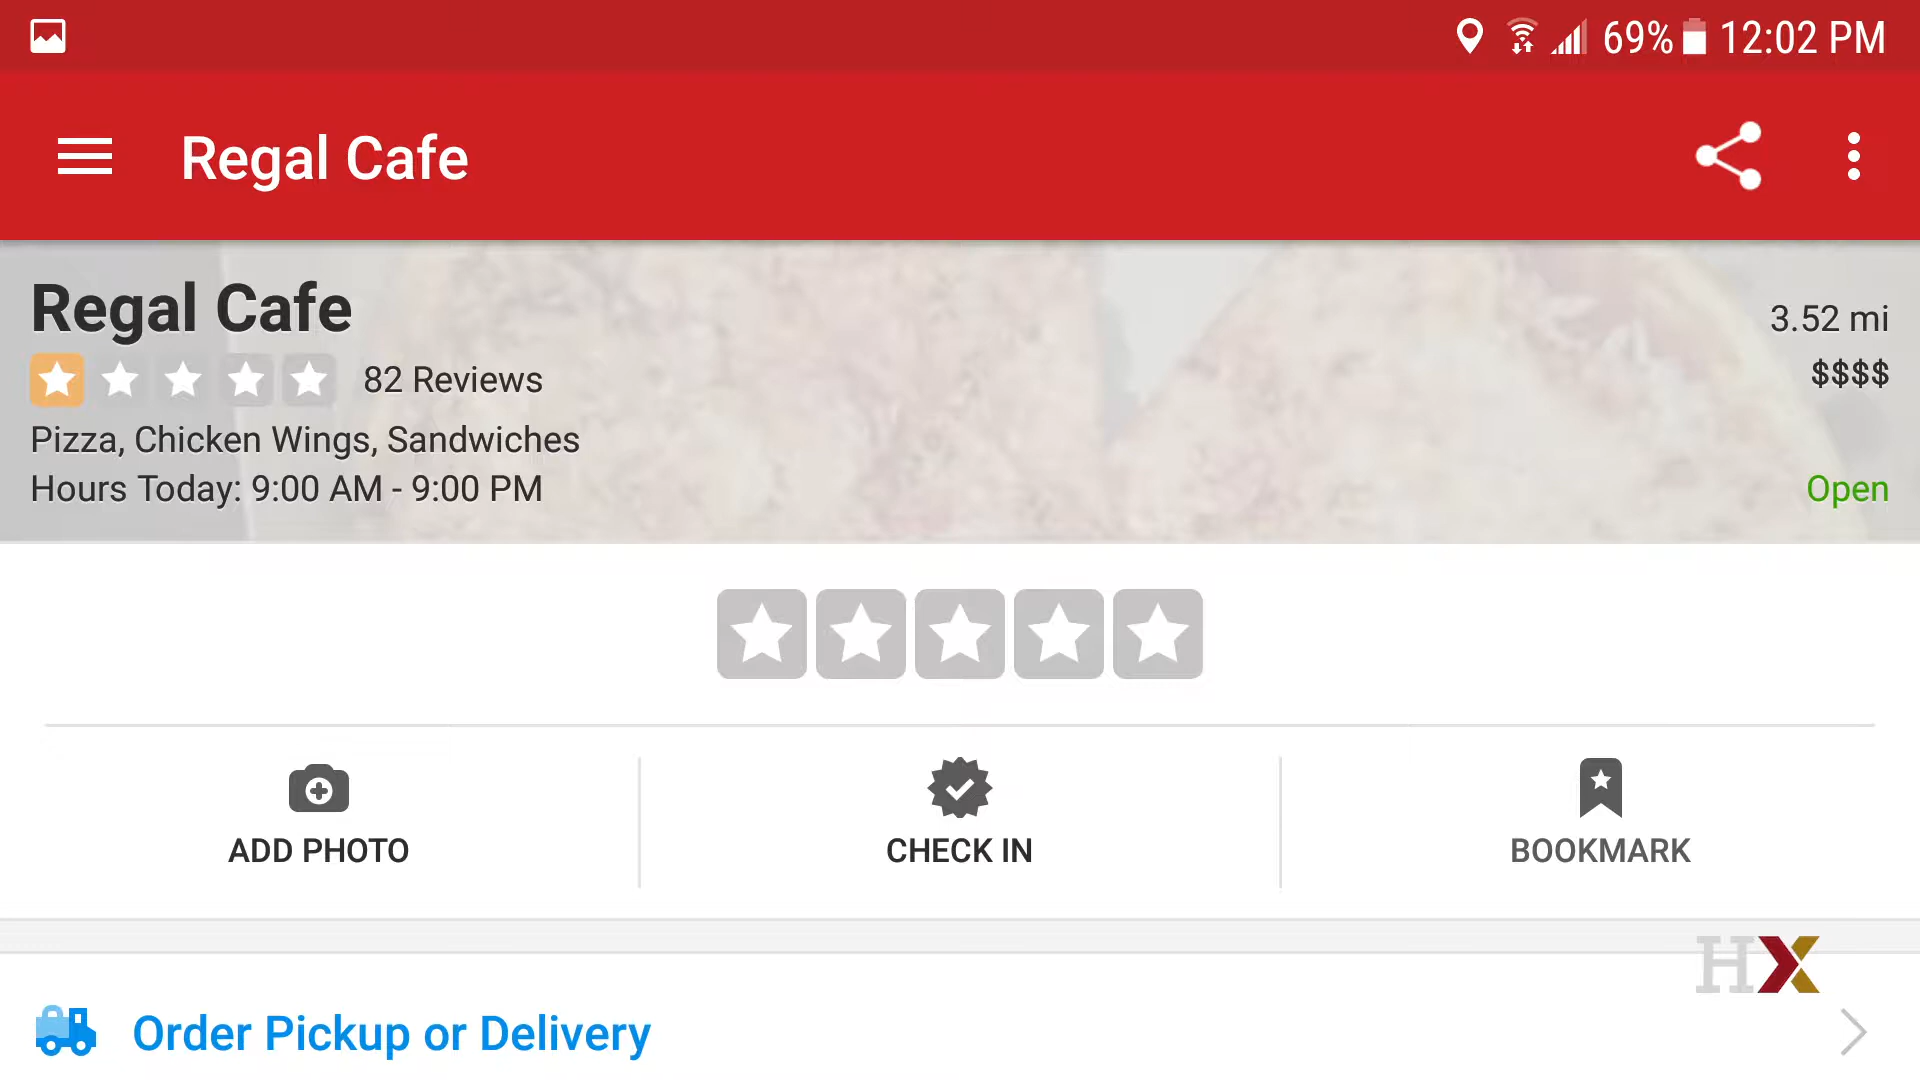 69% 12:02 PM
Regal Cafe
Regal Cafe
3.52 mi
82 Reviews
$$$$
Pizza, Chicken Wings, Sandwiches
Hours Today: 9:00 AM - 9:00 PM
Open
ADD PHOTO
CHECK IN
BOOKMARK
HX
Order Pickup or Delivery